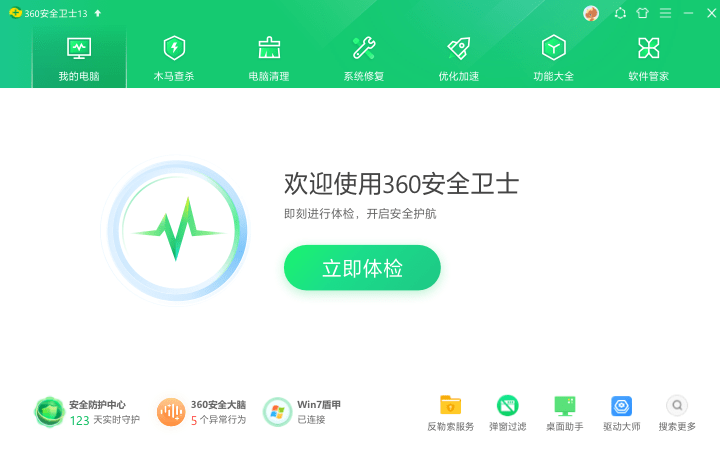 360安全卫士13
我的电脑
木马查杀
电脑清理
系统修复
优化加速
功能大全
软件管家
欢迎使用360安全卫士
即刻进行体检，开启安全护航
立即体检
安全防护中心
123 天实时守护
360安全大脑
5 个异常行为
Win7盾甲
已连接
反勒索服务
弹窗过滤
桌面助手
驱动大师
搜索更多